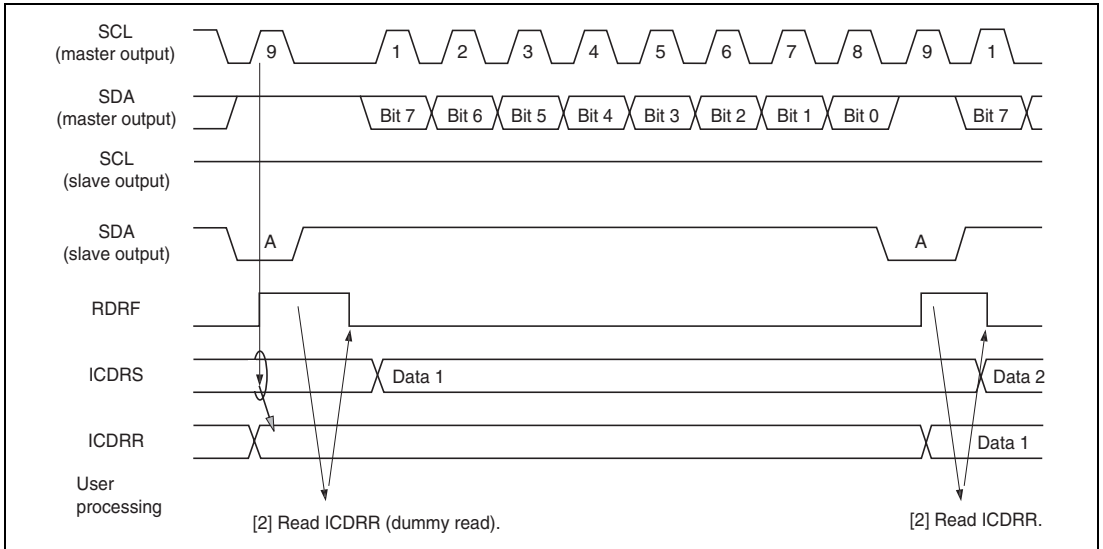 SCL
(master output)
9 1 2 3 4 5 6 7 8 9 1
SDA
(master output)
Bit 7 Bit 6 Bit 5 Bit 4 Bit 3 Bit 2 Bit 1 Bit 0 Bit 7
SCL
(slave output)
SDA
(slave output)
A A
RDRF
ICDRS
Data 1 Data 2
ICDRR
Data 1
User
processing
[2] Read ICDRR (dummy read).
[2] Read ICDRR.